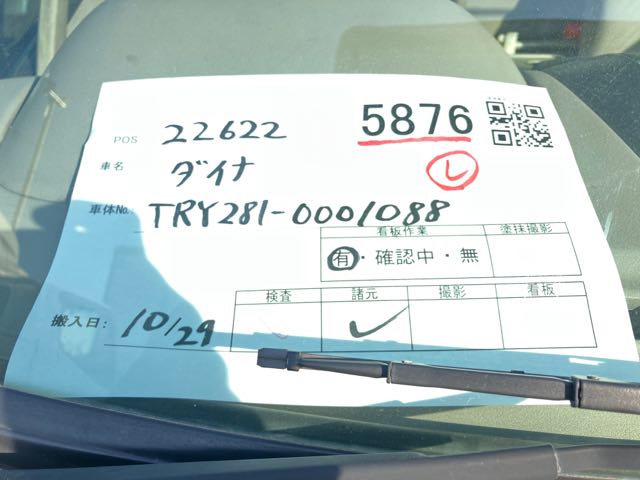 POS 22622 5876
車名 ダイナ レ
車体No. TRY281-0001088
看板作業 塗抹撮影
有・確認中・無
検査 諸元 撮影 看板
搬入日: 10/29